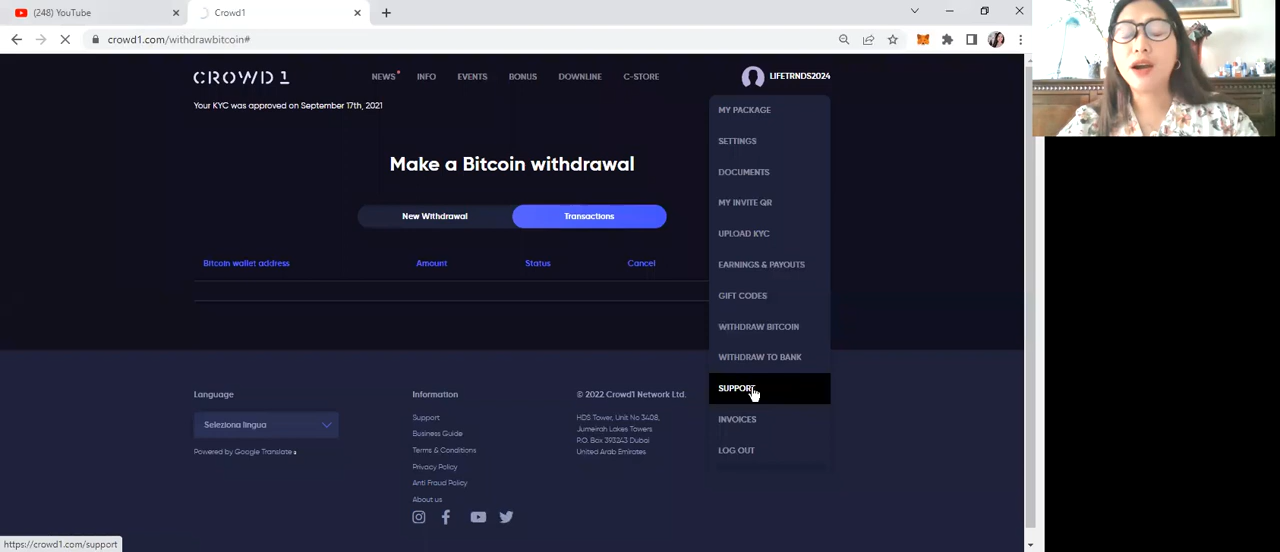 (248) YouTube
Crowd1
crowd1.com/withdrawbitcoin#
CROWD1
NEWS
INFO
EVENTS
BONUS
DOWNLINE
C-STORE
LIFETRNDS2024
Your KYC was approved on September 17th, 2021
MY PACKAGE
SETTINGS
DOCUMENTS
MY INVITE QR
UPLOAD KYC
EARNINGS & PAYOUTS
GIFT CODES
WITHDRAW BITCOIN
WITHDRAW TO BANK
SUPPORT
INVOICES
LOG OUT
Make a Bitcoin withdrawal
New Withdrawal
Transactions
Bitcoin wallet address
Amount
Status
Cancel
Language
Seleziona lingua
Powered by Google Translate
Information
Support
Business Guide
Terms & Conditions
Privacy Policy
Anti Fraud Policy
About us
© 2022 Crowd1 Network Ltd.
HDS Tower, Unit No 3408,
Jumeirah Lakes Towers
P.O. Box 393243 Dubai
United Arab Emirates
https://crowd1.com/support